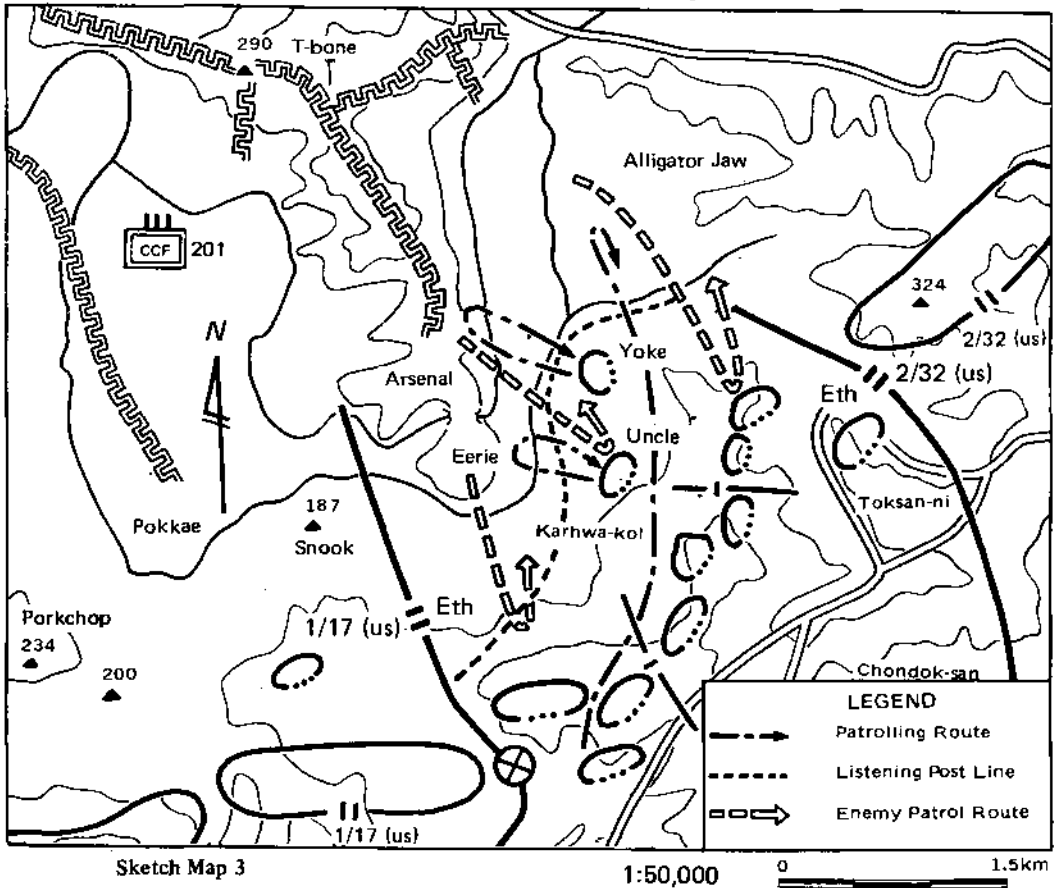 290
T-bone
Alligator Jaw
CCF
201
324
N
2/32 (us)
Yoke
2/32 (us)
Arsenal
Eth
Uncle
Eerie
187
Snook
Toksan-ni
Pokkae
Karhwa-kol
Eth
1/17 (us)
Porkchop
234
200
Chondok-san
1/17 (us)
LEGEND
Patrolling Route
Listening Post Line
Enemy Patrol Route
Sketch Map 3
1:50,000
0
1.5km